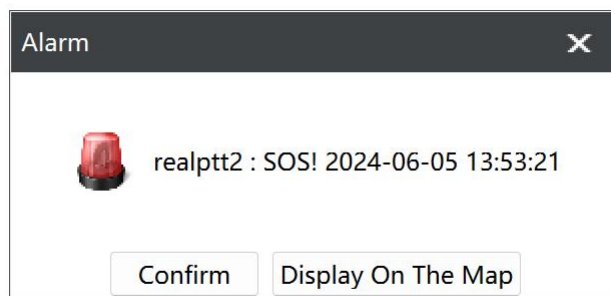 Alarm
realptt2 : SOS! 2024-06-05 13:53:21
Confirm
Display On The Map